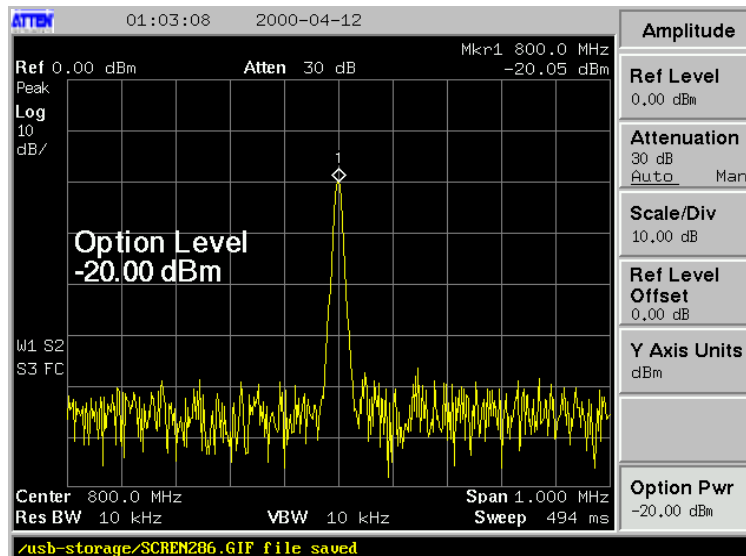 ATTEN 01:03:08 2000-04-12
Mkr1 800.0 MHz
Ref 0.00 dBm Atten 30 dB -20.05 dBm
Peak
Log
10
dB/
1
Option Level
-20.00 dBm
W1 S2
S3 FC
Center 800.0 MHz Span 1.000 MHz
Res BW 10 kHz VBW 10 kHz Sweep 494 ms
/usb-storage/SCREN286.GIF file saved
Amplitude
Ref Level
0.00 dBm
Attenuation
30 dB
Auto Man
Scale/Div
10.00 dB
Ref Level
Offset
0.00 dB
Y Axis Units
dBm
Option Pwr
-20.00 dBm